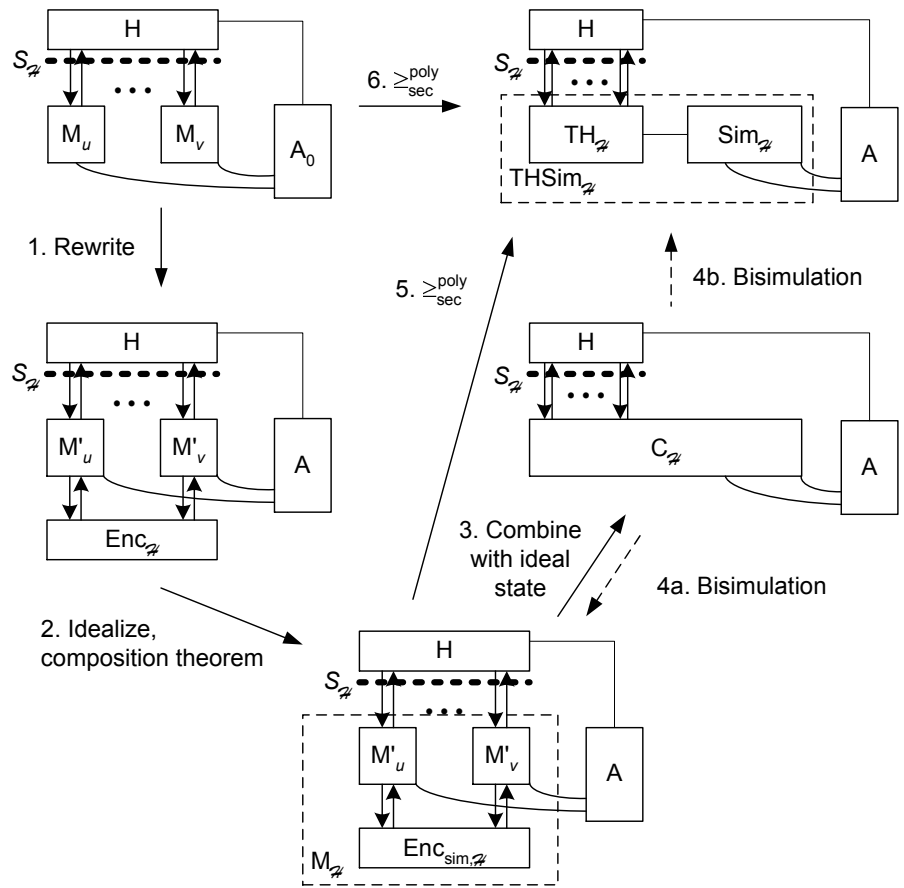 H
S_ℋ
. . .
M_u
M_v
A₀
6. ≥_sec^poly
H
S_ℋ
. . .
TH_ℋ
Sim_ℋ
THSim_ℋ
A
1. Rewrite
5. ≥_sec^poly
4b. Bisimulation
H
S_ℋ
. . .
M'_u
M'_v
A
Enc_ℋ
H
S_ℋ
. . .
C_ℋ
A
3. Combine
with ideal
state
4a. Bisimulation
2. Idealize,
composition theorem
H
S_ℋ
. . .
M'_u
M'_v
A
Enc_sim,ℋ
M_ℋ